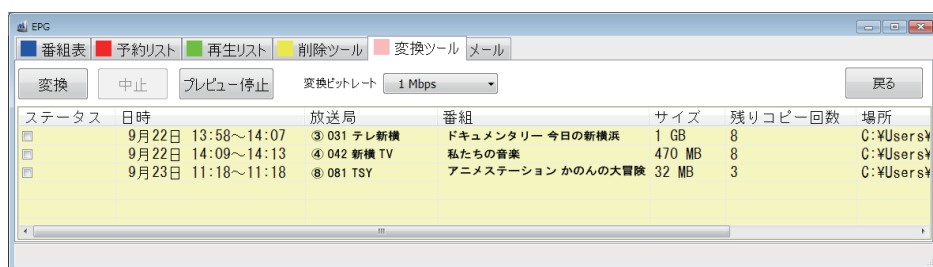 EPG
番組表 予約リスト 再生リスト 削除ツール 変換ツール メール
変換 中止 プレビュー停止 変換ビットレート 1 Mbps 戻る
ステータス 日時 放送局 番組 サイズ 残りコピー回数 場所
9月22日 13:58～14:07 ③ 031 テレ新横 ドキュメンタリー 今日の新横浜 1 GB 8 C:¥Users¥
9月22日 14:09～14:13 ④ 042 新横 TV 私たちの音楽 470 MB 8 C:¥Users¥
9月23日 11:18～11:18 ⑧ 081 TSY アニメステーション かのんの大冒険 32 MB 3 C:¥Users¥